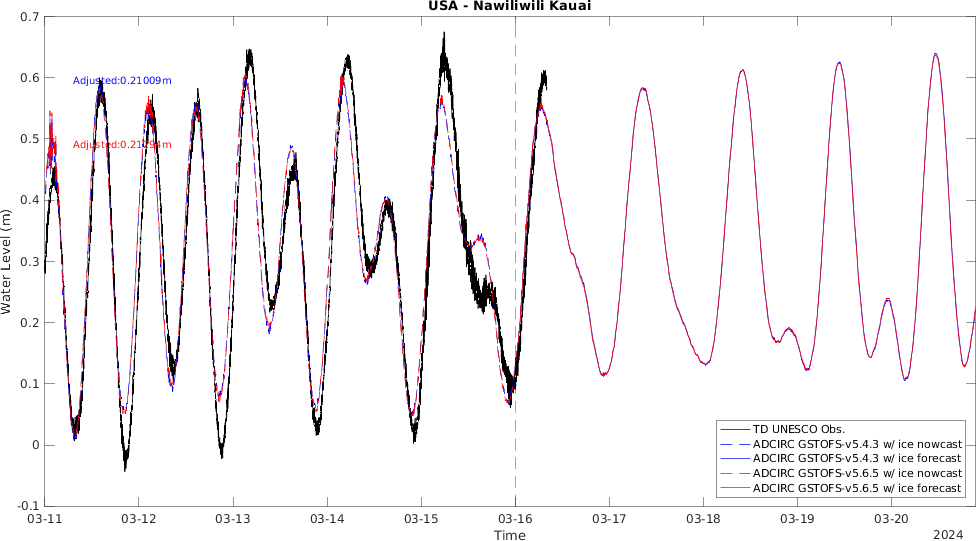 USA - Nawiliwili Kauai
0.7
0.6
0.5
0.4
0.3
0.2
0.1
0
-0.1
Water Level (m)
Adjusted:0.21009m
03-11
03-12
03-13
03-14
03-15
03-16
03-17
03-18
03-19
03-20
Time
2024
TD UNESCO Obs.
ADCIRC GSTOFS-v5.4.3 w/ ice nowcast
ADCIRC GSTOFS-v5.4.3 w/ ice forecast
ADCIRC GSTOFS-v5.6.5 w/ ice nowcast
ADCIRC GSTOFS-v5.6.5 w/ ice forecast